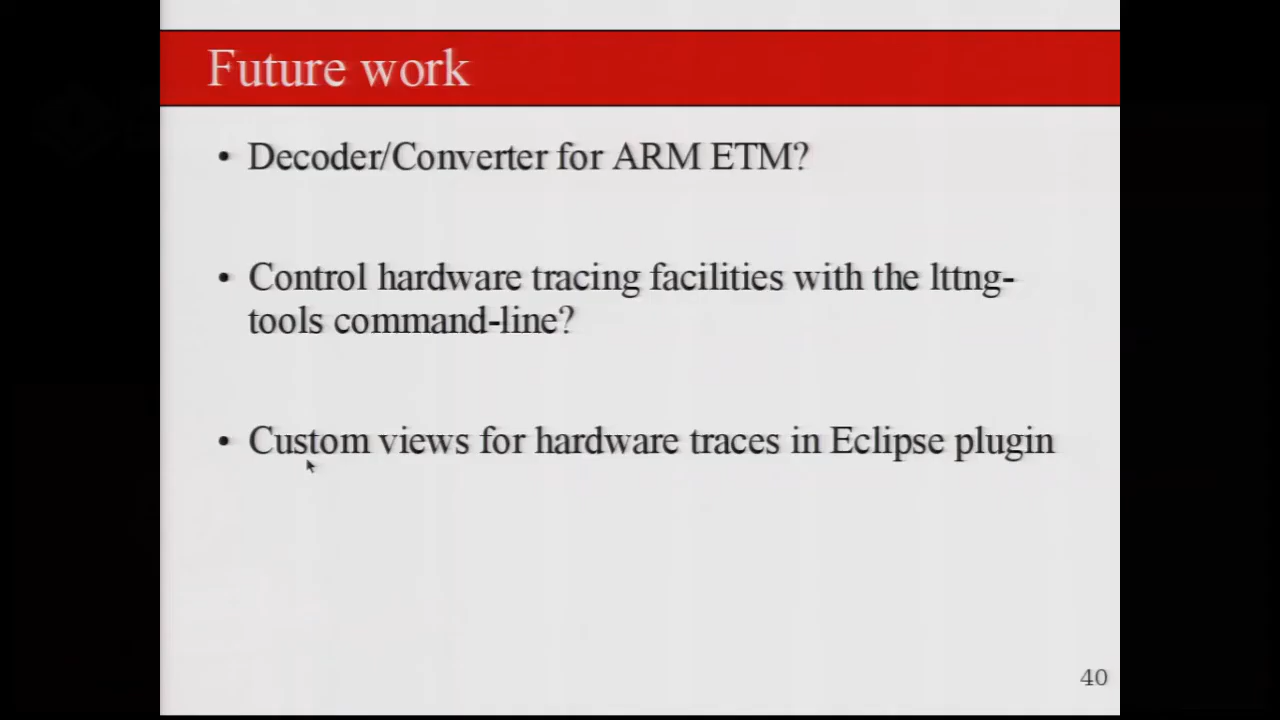 Future work
• Decoder/Converter for ARM ETM?
• Control hardware tracing facilities with the lttng-
tools command-line?
• Custom views for hardware traces in Eclipse plugin
40